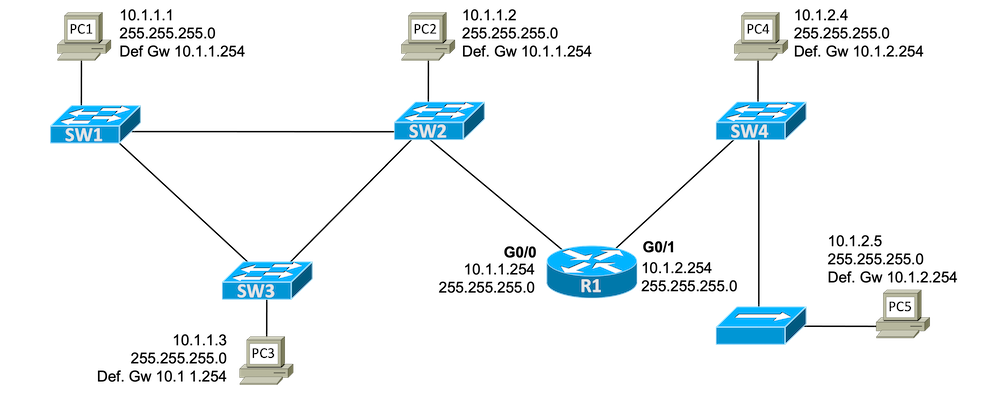 PC1
10.1.1.1
255.255.255.0
Def Gw 10.1.1.254
PC2
10.1.1.2
255.255.255.0
Def. Gw 10.1.1.254
PC4
10.1.2.4
255.255.255.0
Def. Gw 10.1.2.254
SW1
SW2
SW4
G0/0
10.1.1.254
255.255.255.0
R1
G0/1
10.1.2.254
255.255.255.0
10.1.2.5
255.255.255.0
Def. Gw 10.1.2.254
PC5
SW3
10.1.1.3
255.255.255.0
Def. Gw 10.1 1.254
PC3